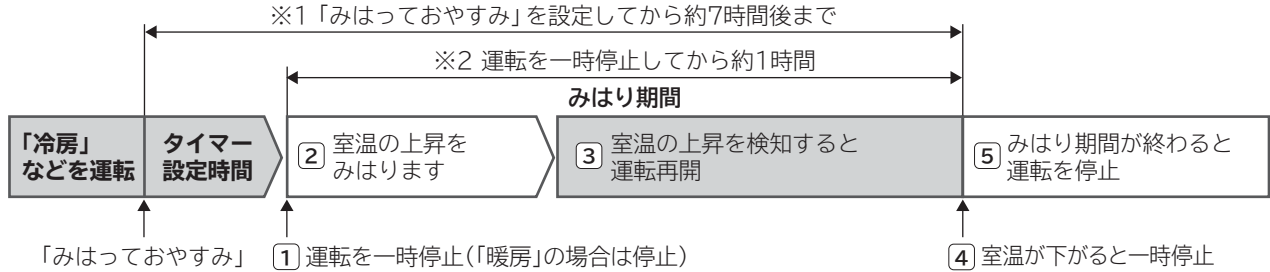 ※1「みはっておやすみ」を設定してから約7時間後まで
※2 運転を一時停止してから約1時間
みはり期間
「冷房」
などを運転
タイマー
設定時間
2 室温の上昇を
みはります
3 室温の上昇を検知すると
運転再開
5 みはり期間が終わると
運転を停止
「みはっておやすみ」
1 運転を一時停止(「暖房」の場合は停止)
4 室温が下がると一時停止